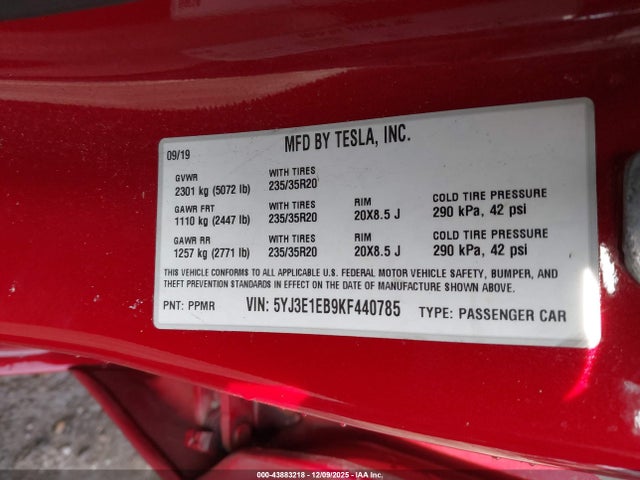 MFD BY TESLA, INC.
09/19
GVWR WITH TIRES
2301 kg (5072 lb) 235/35R20
GAWR FRT WITH TIRES RIM COLD TIRE PRESSURE
1110 kg (2447 lb) 235/35R20 20X8.5 J 290 kPa, 42 psi
GAWR RR WITH TIRES RIM COLD TIRE PRESSURE
1257 kg (2771 lb) 235/35R20 20X8.5 J 290 kPa, 42 psi
THIS VEHICLE CONFORMS TO ALL APPLICABLE U.S. FEDERAL MOTOR VEHICLE SAFETY, BUMPER, AND
THEFT PREVENTION STANDARDS IN EFFECT ON THE DATE OF MANUFACTURE SHOWN ABOVE.
PNT: PPMR VIN: 5YJ3E1EB9KF440785 TYPE: PASSENGER CAR
000-43883218 - 12/09/2025 - IAAI.com